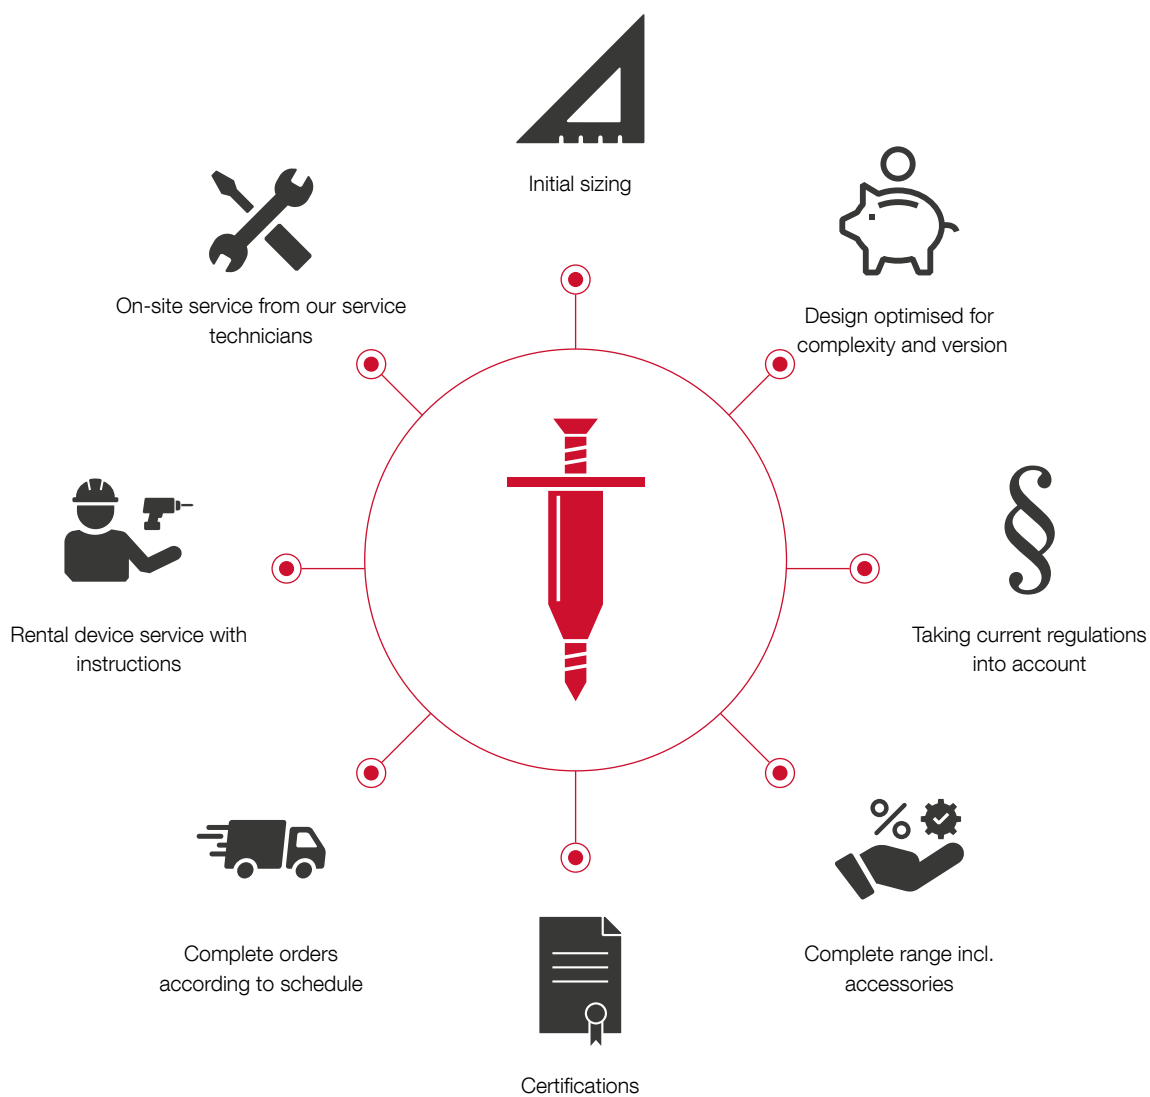 Initial sizing
On-site service from our service
technicians
Design optimised for
complexity and version
Rental device service with
instructions
§
Taking current regulations
into account
%
Complete orders
according to schedule
Complete range incl.
accessories
Certifications